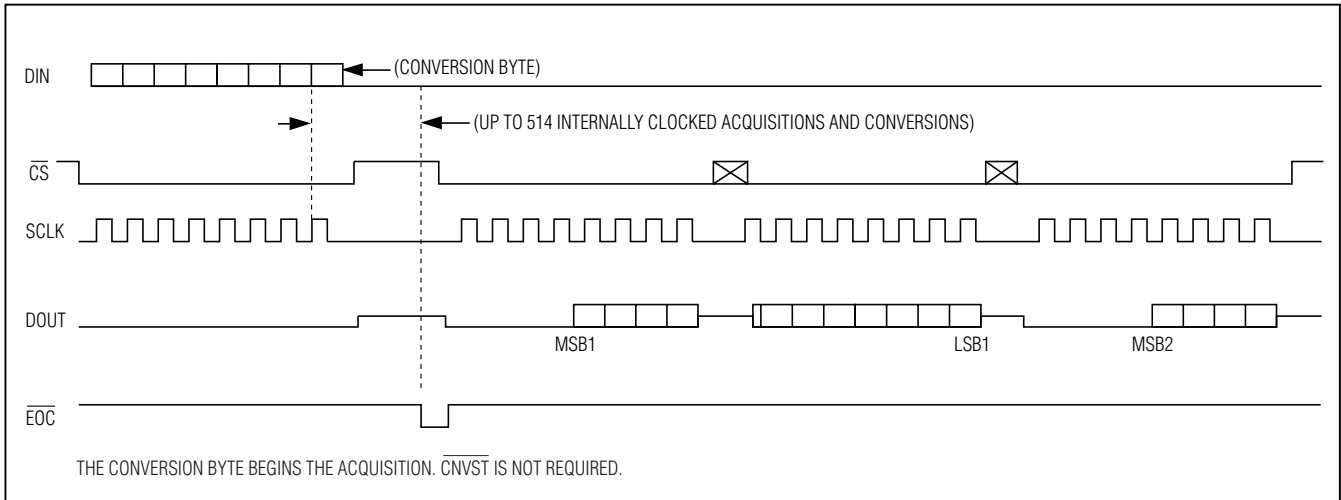 DIN
(CONVERSION BYTE)
(UP TO 514 INTERNALLY CLOCKED ACQUISITIONS AND CONVERSIONS)
CS
SCLK
DOUT
MSB1
LSB1
MSB2
EOC
THE CONVERSION BYTE BEGINS THE ACQUISITION. CNVST IS NOT REQUIRED.